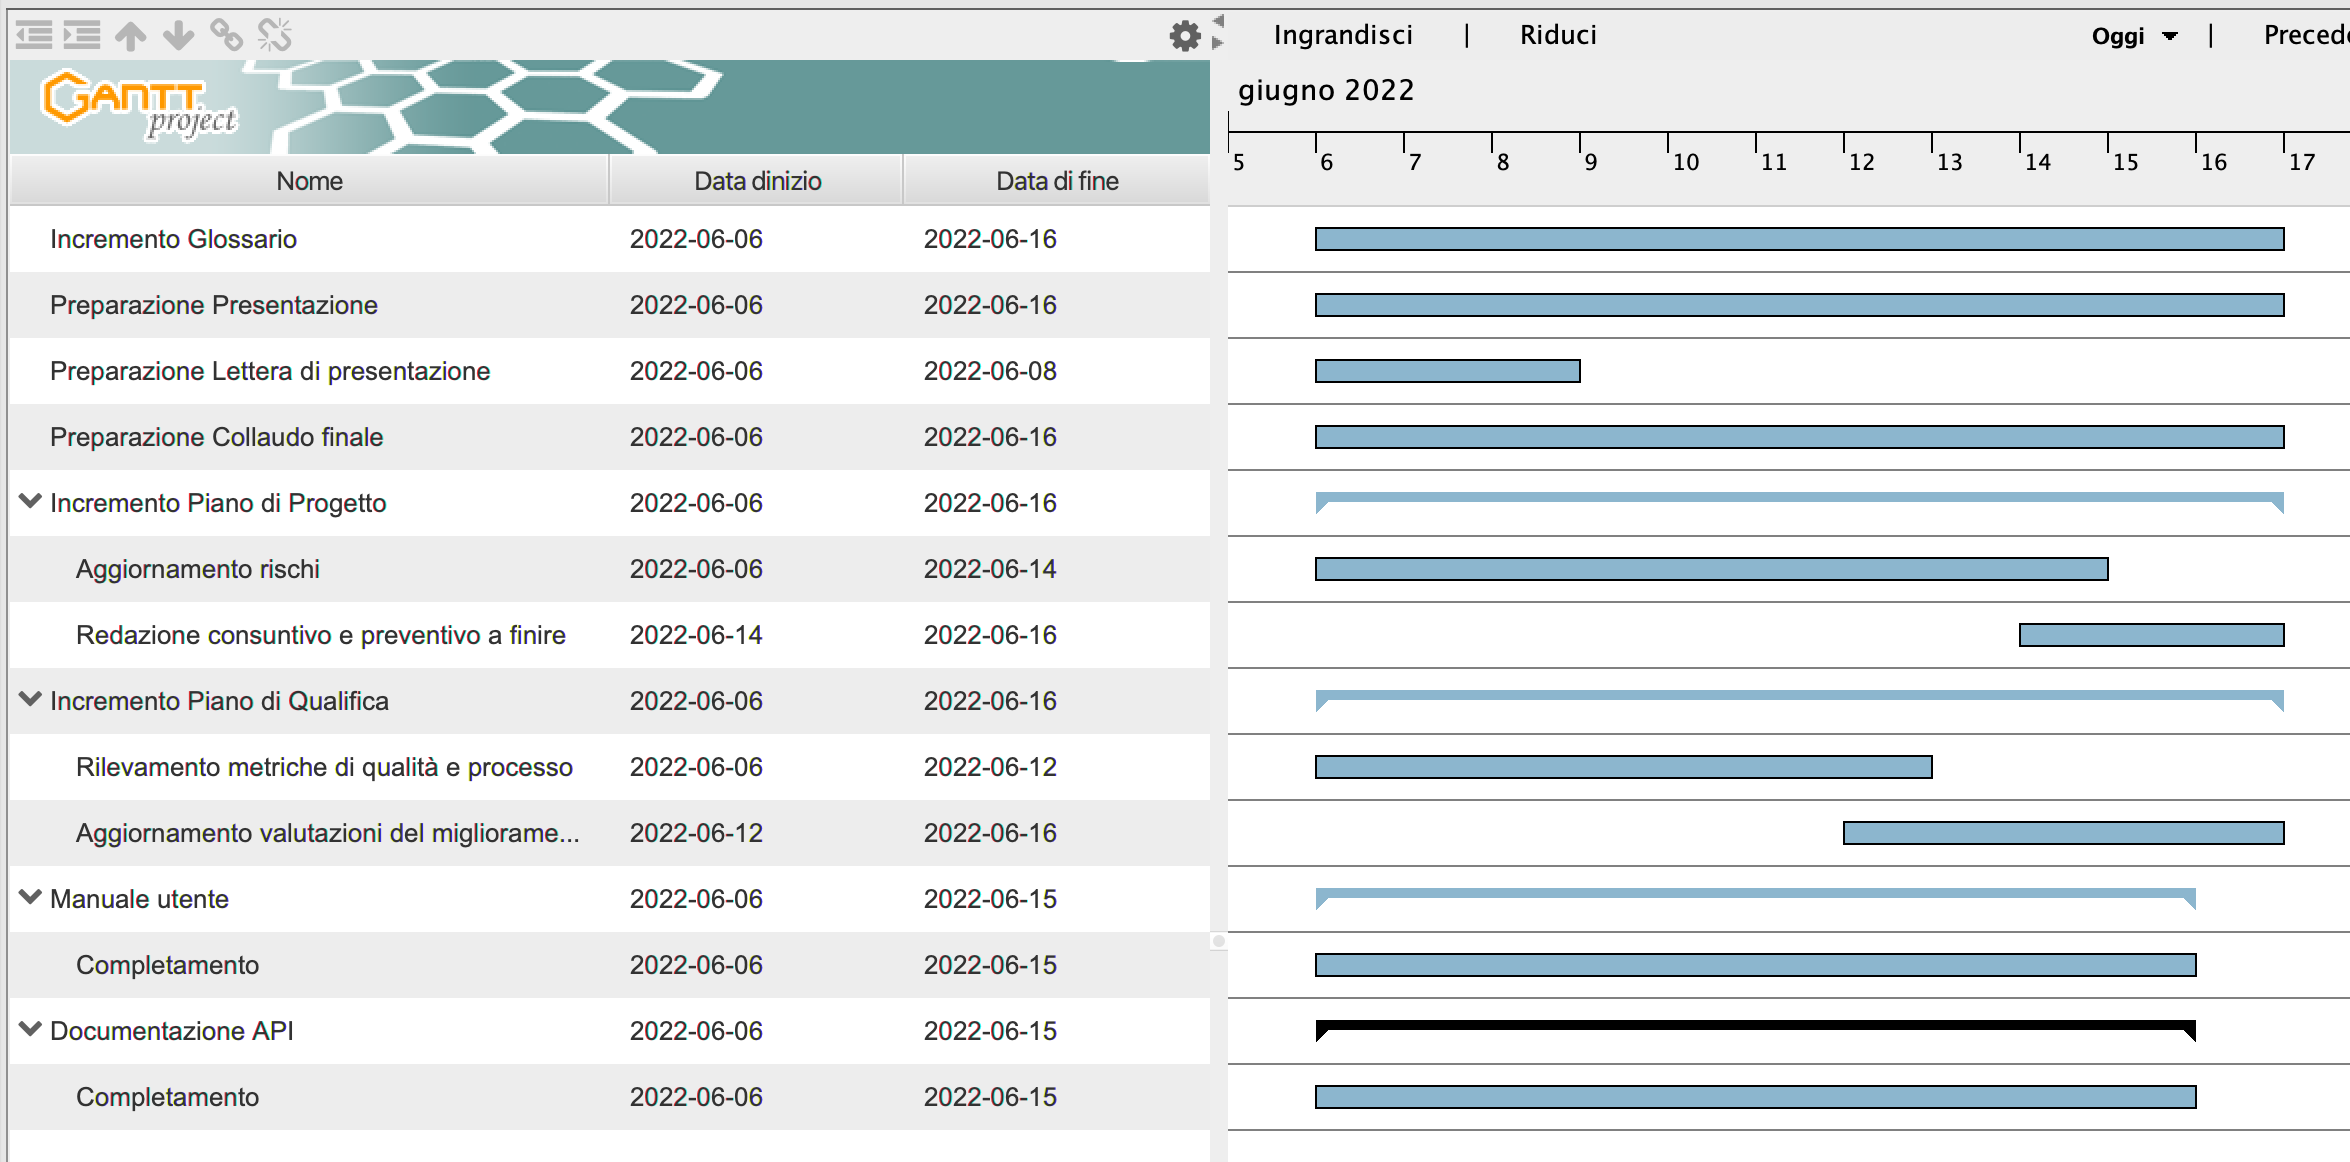 Ingrandisci | Riduci Oggi | Preced
GANTT
project
giugno 2022
5 6 7 8 9 10 11 12 13 14 15 16 17
Nome Data dinizio Data di fine
Incremento Glossario 2022-06-06 2022-06-16
Preparazione Presentazione 2022-06-06 2022-06-16
Preparazione Lettera di presentazione 2022-06-06 2022-06-08
Preparazione Collaudo finale 2022-06-06 2022-06-16
Incremento Piano di Progetto 2022-06-06 2022-06-16
Aggiornamento rischi 2022-06-06 2022-06-14
Redazione consuntivo e preventivo a finire 2022-06-14 2022-06-16
Incremento Piano di Qualifica 2022-06-06 2022-06-16
Rilevamento metriche di qualità e processo 2022-06-06 2022-06-12
Aggiornamento valutazioni del migliorame... 2022-06-12 2022-06-16
Manuale utente 2022-06-06 2022-06-15
Completamento 2022-06-06 2022-06-15
Documentazione API 2022-06-06 2022-06-15
Completamento 2022-06-06 2022-06-15